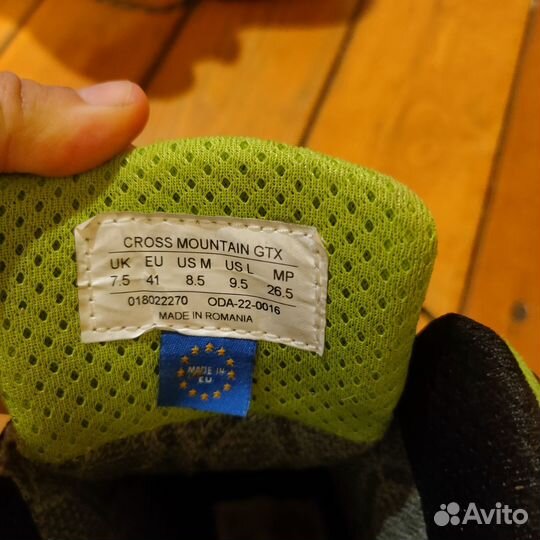 CROSS MOUNTAIN GTX
UK EU US M US L MP
7.5 41 8.5 9.5 26.5
018022270 ODA-22-0016
MADE IN ROMANIA
MADE IN
EU
Avito